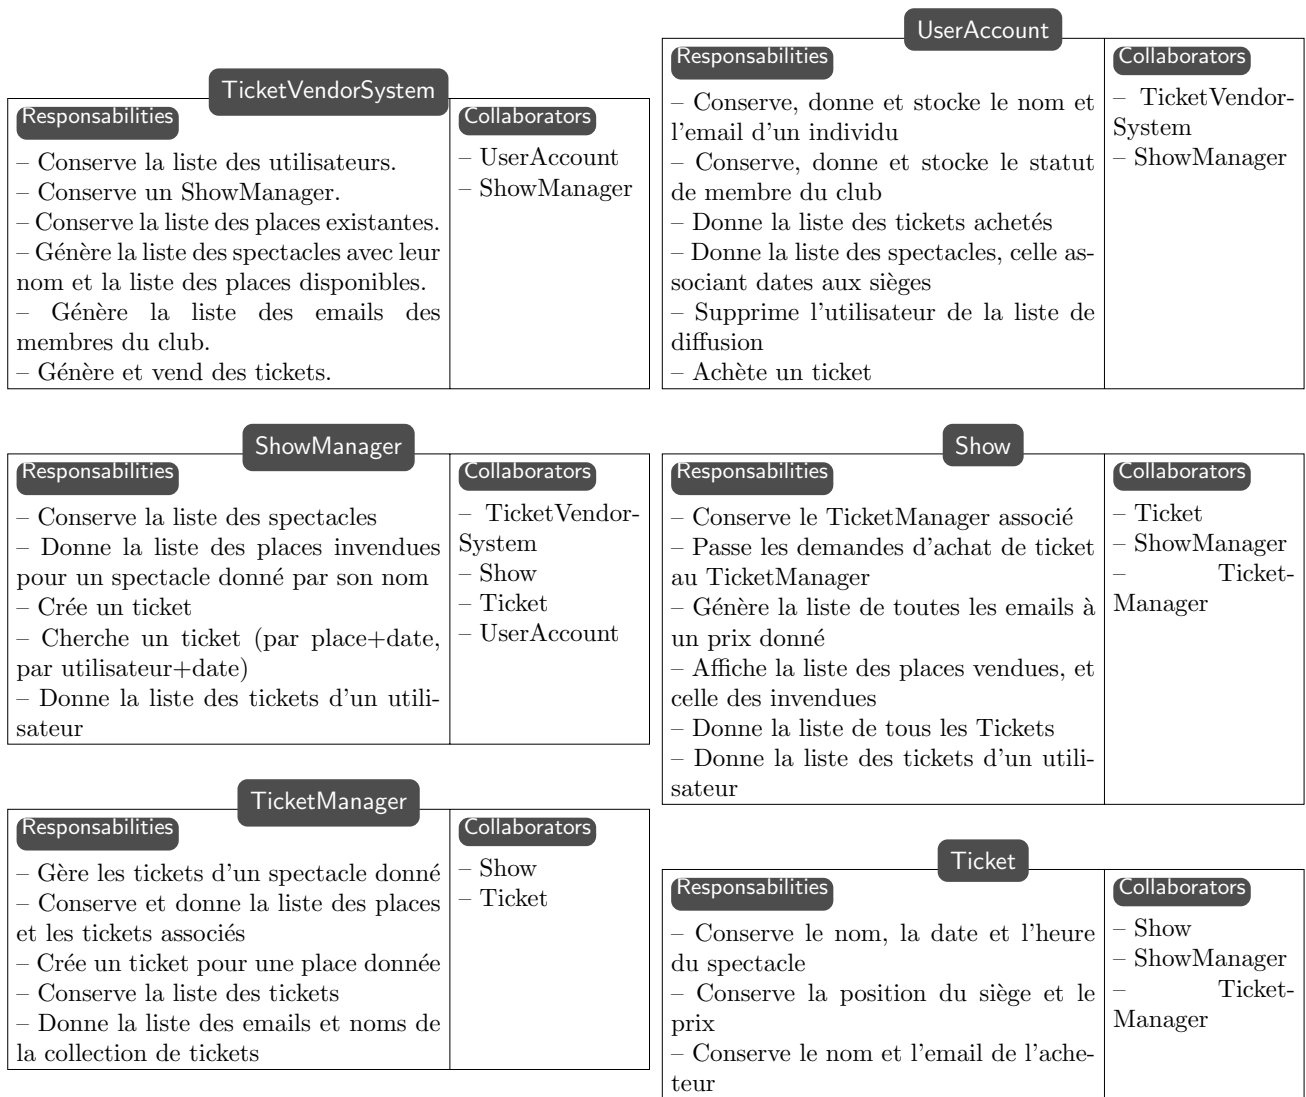 TicketVendorSystem
Responsabilities
– Conserve la liste des utilisateurs.
– Conserve un ShowManager.
– Conserve la liste des places existantes.
– Génère la liste des spectacles avec leur
nom et la liste des places disponibles.
– Génère la liste des emails des
membres du club.
– Génère et vend des tickets.
Collaborators
– UserAccount
– ShowManager
UserAccount
Responsabilities
– Conserve, donne et stocke le nom et
l'email d'un individu
– Conserve, donne et stocke le statut
de membre du club
– Donne la liste des tickets achetés
– Donne la liste des spectacles, celle as-
sociant dates aux sièges
– Supprime l'utilisateur de la liste de
diffusion
– Achète un ticket
Collaborators
– TicketVendor-
System
– ShowManager
ShowManager
Responsabilities
– Conserve la liste des spectacles
– Donne la liste des places invendues
pour un spectacle donné par son nom
– Crée un ticket
– Cherche un ticket (par place+date,
par utilisateur+date)
– Donne la liste des tickets d'un utili-
sateur
Collaborators
– TicketVendor-
System
– Show
– Ticket
– UserAccount
Show
Responsabilities
– Conserve le TicketManager associé
– Passe les demandes d'achat de ticket
au TicketManager
– Génère la liste de toutes les emails à
un prix donné
– Affiche la liste des places vendues, et
celle des invendues
– Donne la liste de tous les Tickets
– Donne la liste des tickets d'un utili-
sateur
Collaborators
– Ticket
– ShowManager
– Ticket-
Manager
TicketManager
Responsabilities
– Gère les tickets d'un spectacle donné
– Conserve et donne la liste des places
et les tickets associés
– Crée un ticket pour une place donnée
– Conserve la liste des tickets
– Donne la liste des emails et noms de
la collection de tickets
Collaborators
– Show
– Ticket
Ticket
Responsabilities
– Conserve le nom, la date et l'heure
du spectacle
– Conserve la position du siège et le
prix
– Conserve le nom et l'email de l'ache-
teur
Collaborators
– Show
– ShowManager
– Ticket-
Manager